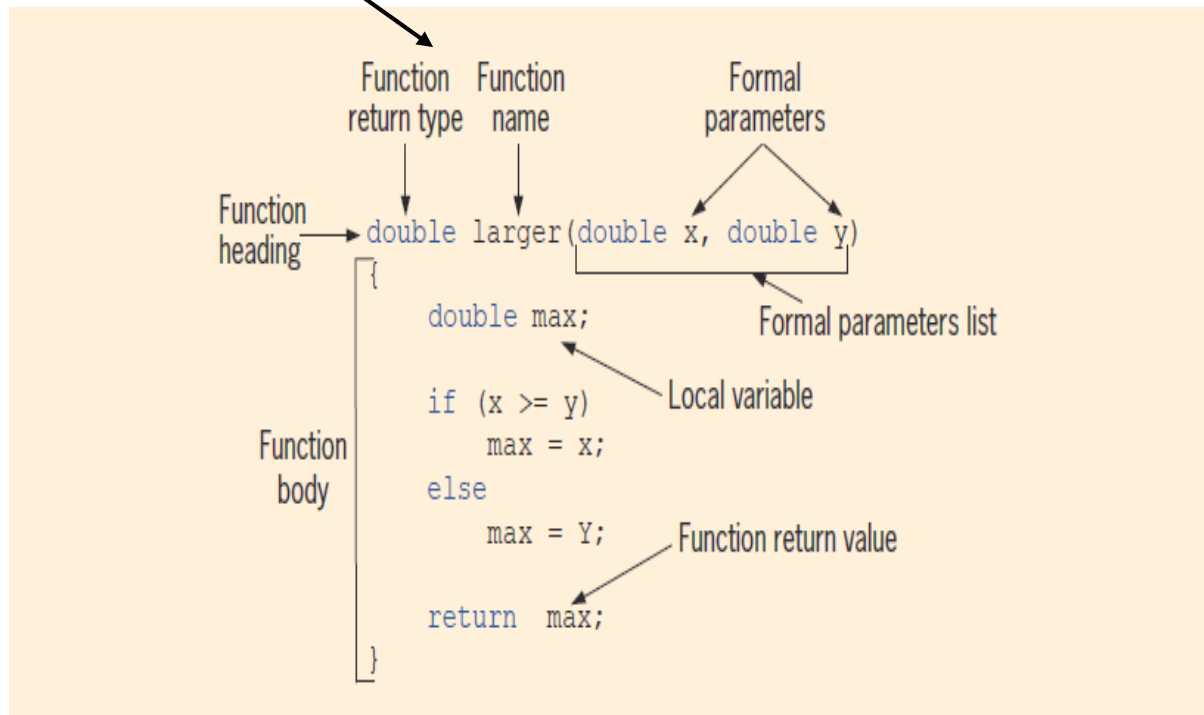 Function Function Formal
return type name parameters
Function
heading
double larger(double x, double y)
{
double max;
Formal parameters list
Local variable
if (x >= y)
max = x;
Function
body
else
max = Y;
Function return value
return max;
}